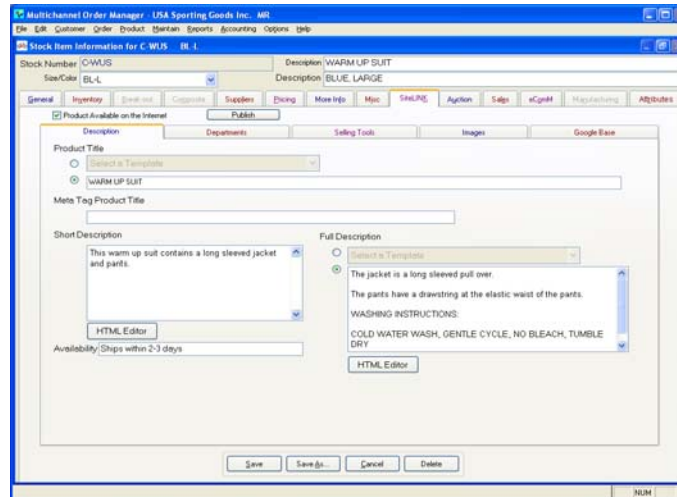 Multichannel Order Manager - USA Sporting Goods Inc. MR
File Edit Customer Order Product Maintain Reports Accounting Options Help
Stock Item Information for C-WUS BL-L
Stock Number C-WUS Description WARM UP SUIT
Size/Color BL-L Description BLUE, LARGE
General Inventory Break out Composite Suppliers Pricing More Info Misc SiteLINK Auction Sales eComH Manufacturing Attributes
Product Available on the Internet Publish
Description Departments Selling Tools Images Google Base
Product Title
Select a Template
WARM UP SUIT
Meta Tag Product Title
Short Description Full Description
This warm up suit contains a long sleeved jacket
and pants.
Select a Template
The jacket is a long sleeved pull over.
The pants have a drawstring at the elastic waist of the pants.
WASHING INSTRUCTIONS:
COLD WATER WASH, GENTLE CYCLE, NO BLEACH, TUMBLE
DRY
HTML Editor
Availability Ships within 2-3 days
HTML Editor
Save Save As... Cancel Delete
NUM